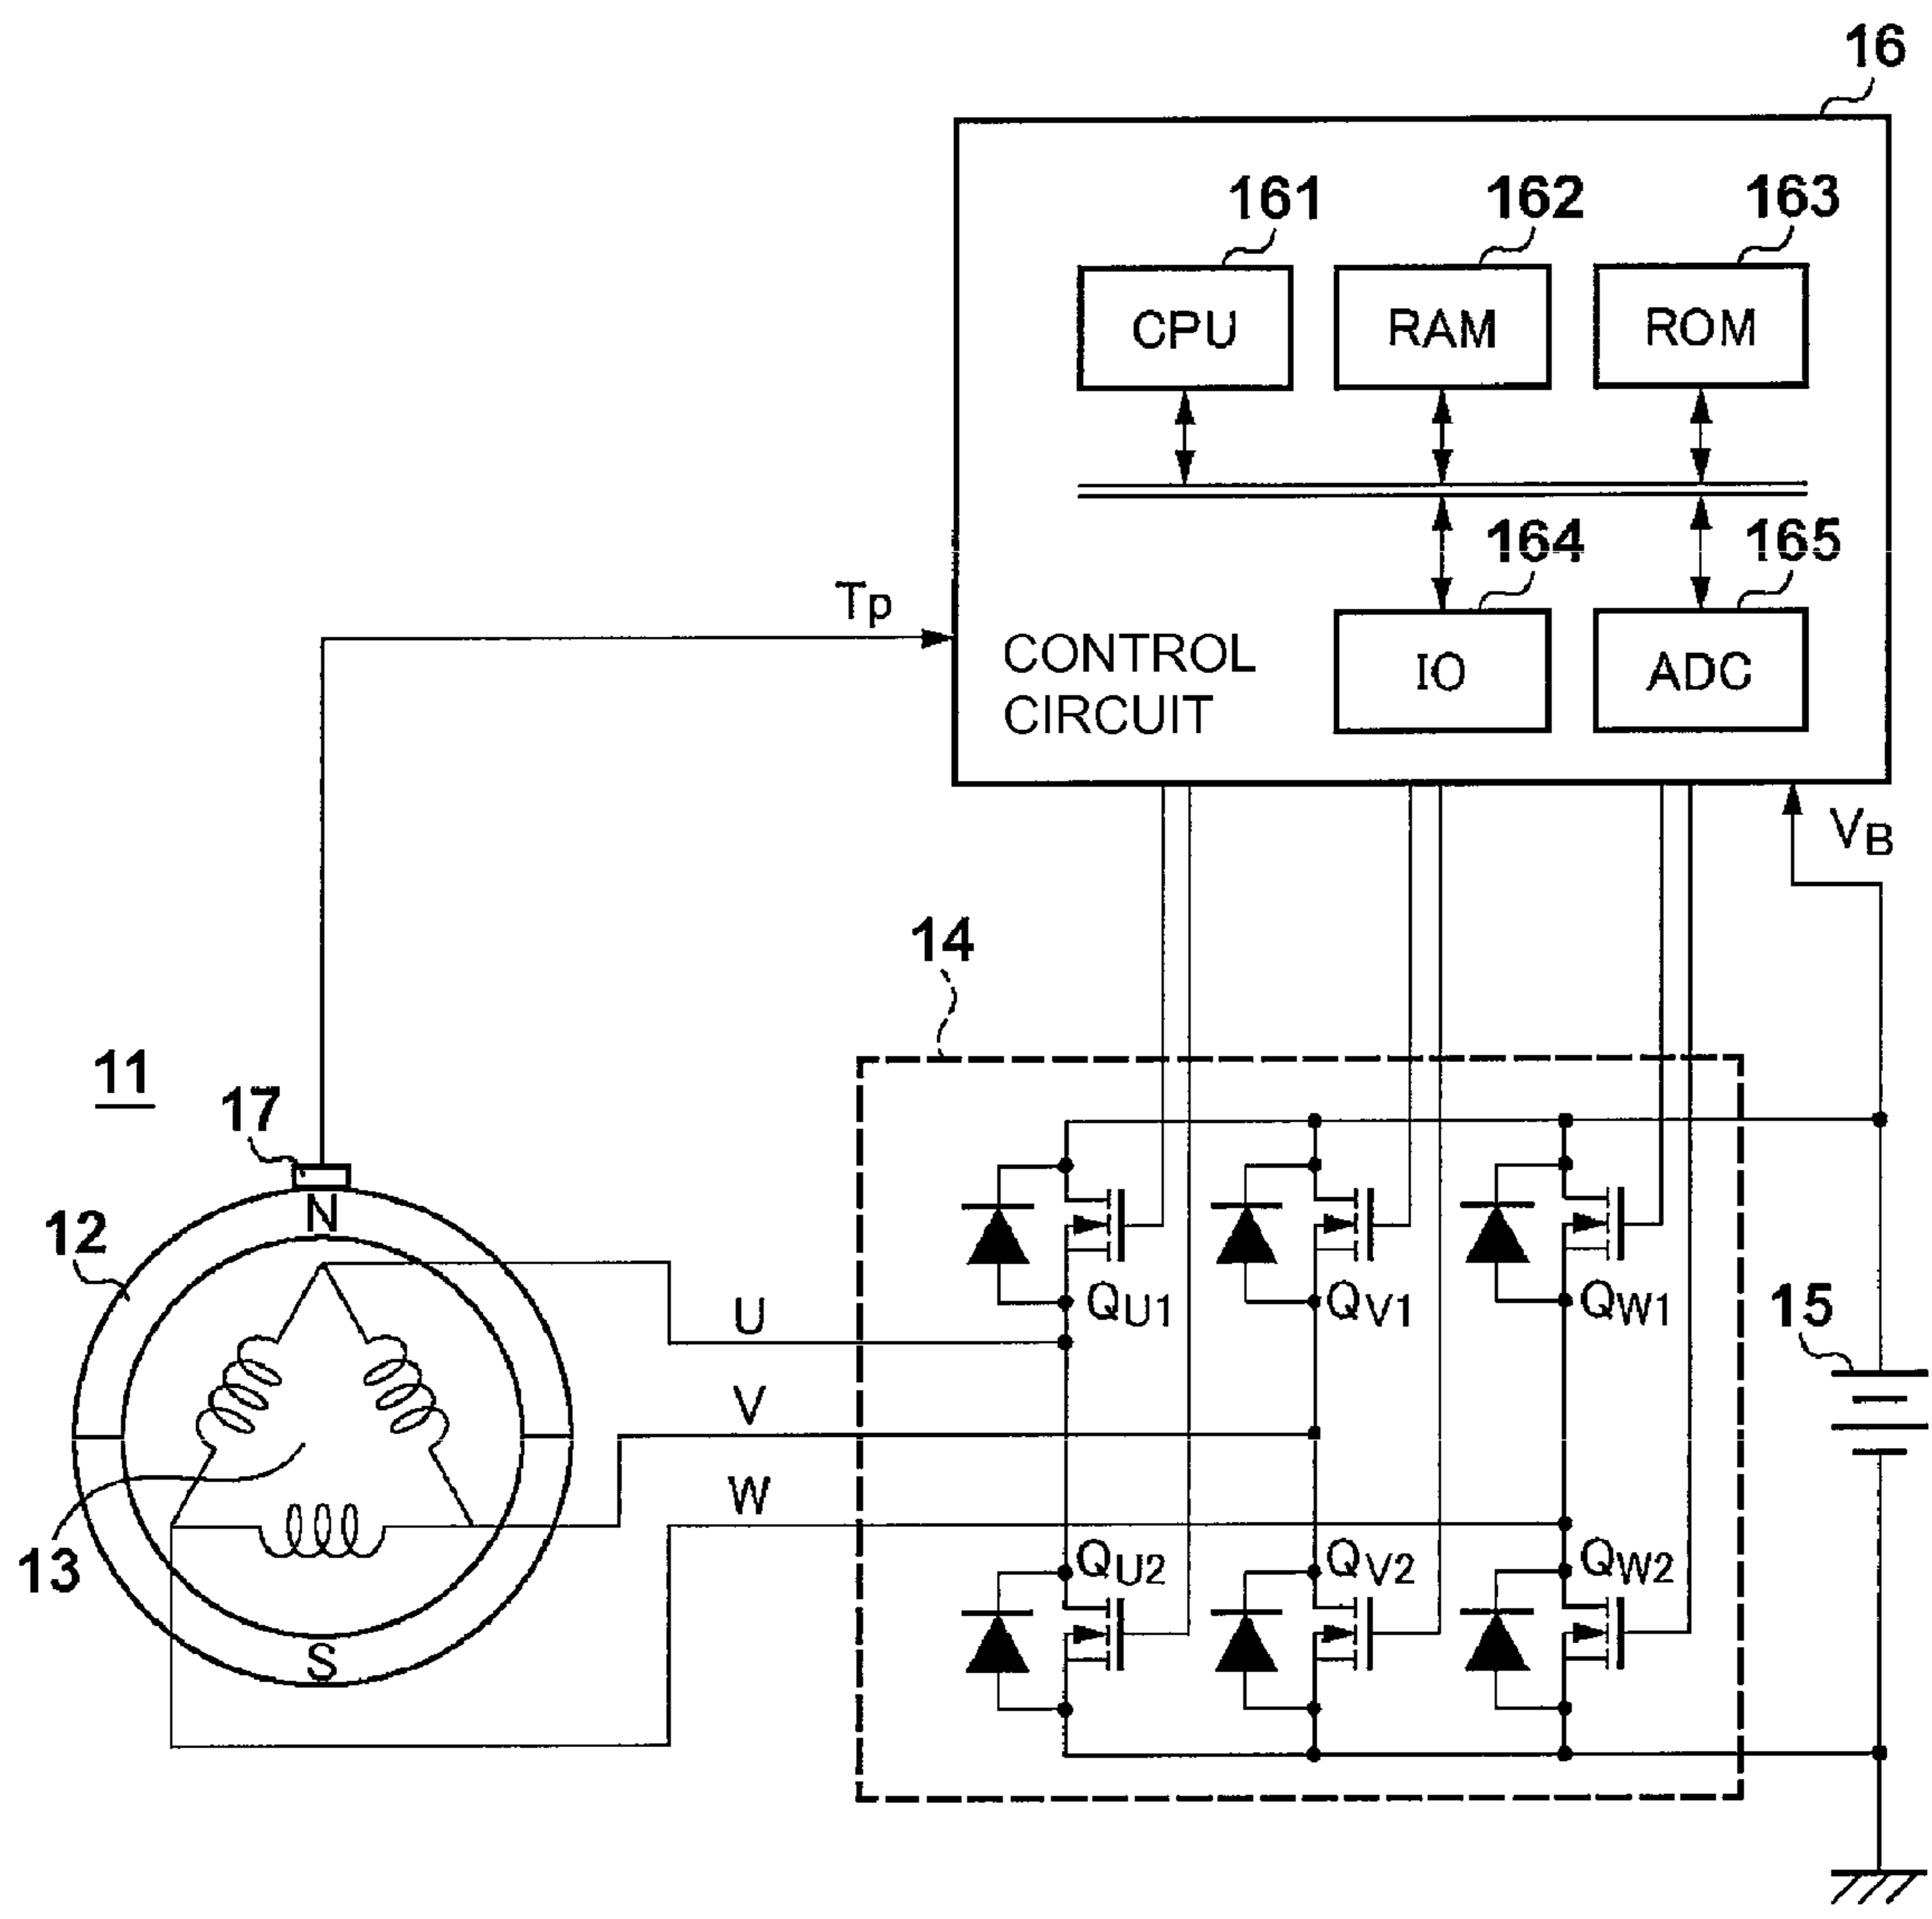 16
161 162 163
CPU RAM ROM
164 165
Tp
CONTROL
CIRCUIT
IO ADC
VB
14
11
17
N
12
QU1 QV1 QW1
15
U
V
W
13
QU2 QV2 QW2
S